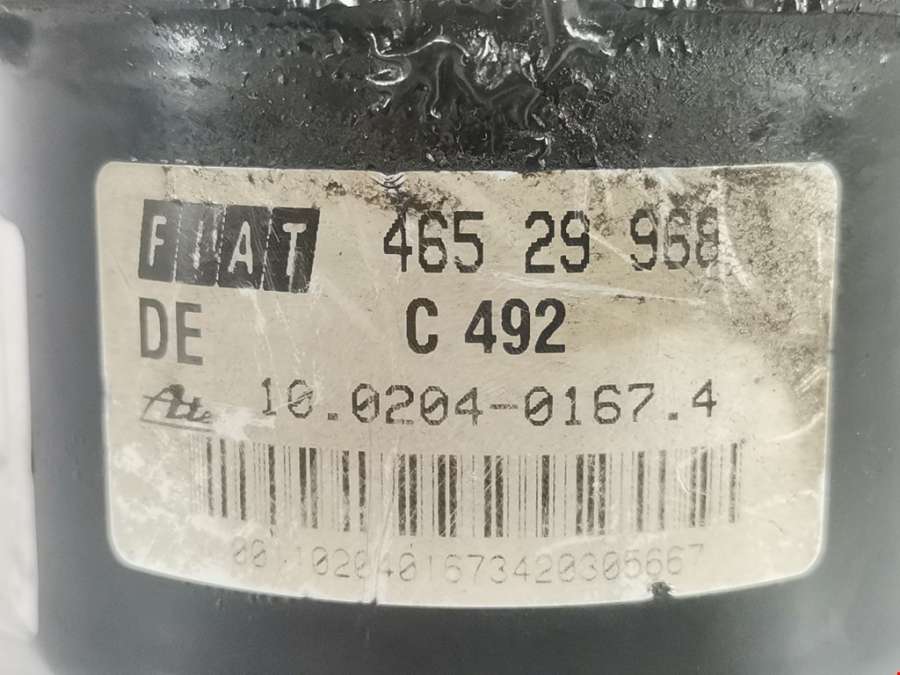 FIAT 465 29 968
DE C 492
Ate 10.0204-0167.4